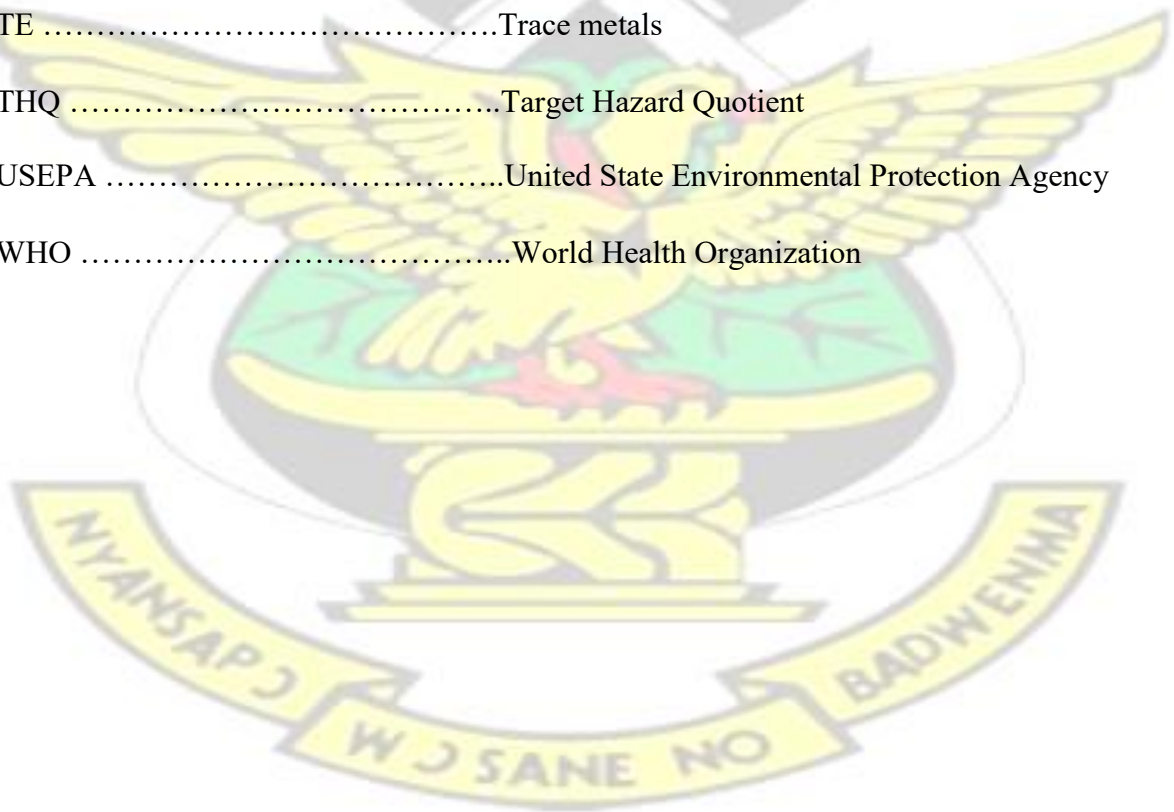 TE …………………………………….Trace metals
THQ …………………………………..Target Hazard Quotient
USEPA ………………………………..United State Environmental Protection Agency
WHO …………………………………..World Health Organization
NYANSAPƆ
WƆSANE NO
BADWENMA